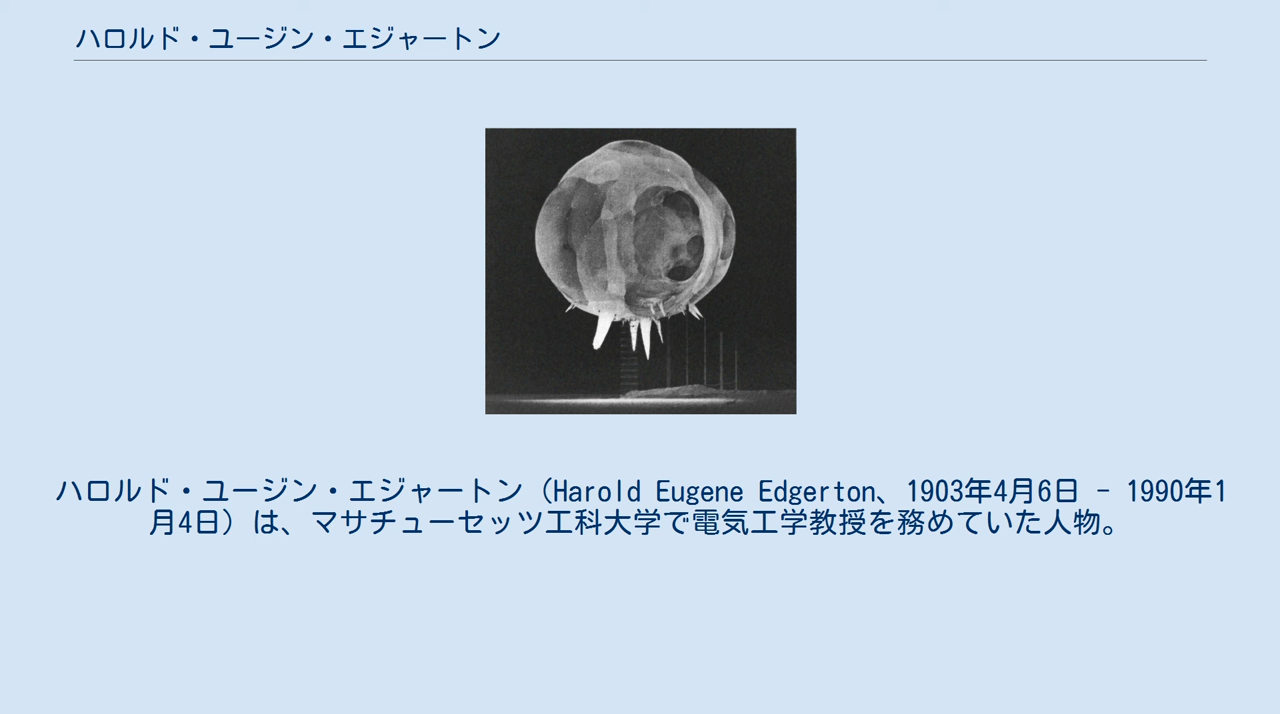 ハロルド・ユージン・エジャートン
ハロルド・ユージン・エジャートン（Harold Eugene Edgerton、1903年4月6日 - 1990年1
月4日）は、マサチューセッツ工科大学で電気工学教授を務めていた人物。